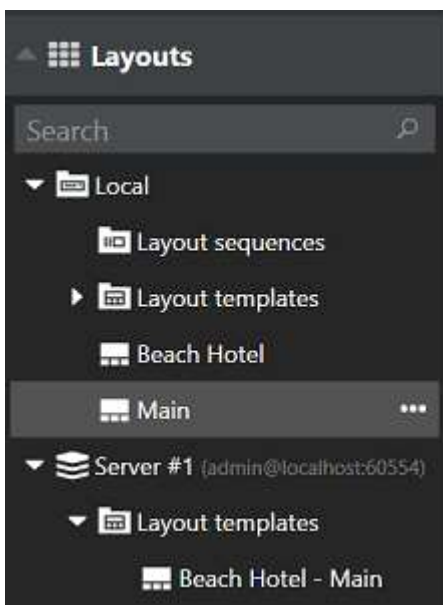 Layouts
Search
Local
Layout sequences
Layout templates
Beach Hotel
Main
Server #1 (admin@localhost:60554)
Layout templates
Beach Hotel - Main